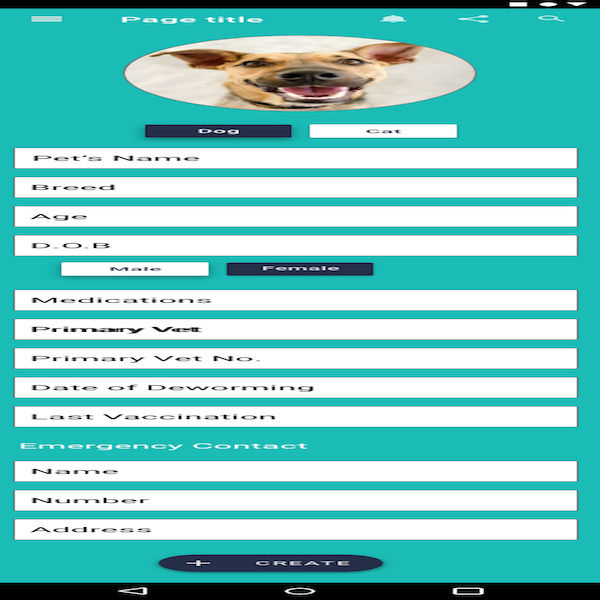 Page title
Dog Cat
Pet's Name
Breed
Age
D.O.B
Male Female
Medications
Primary Vet
Primary Vet No.
Date of Deworming
Last Vaccination
Emergency Contact
Name
Number
Address
+ CREATE